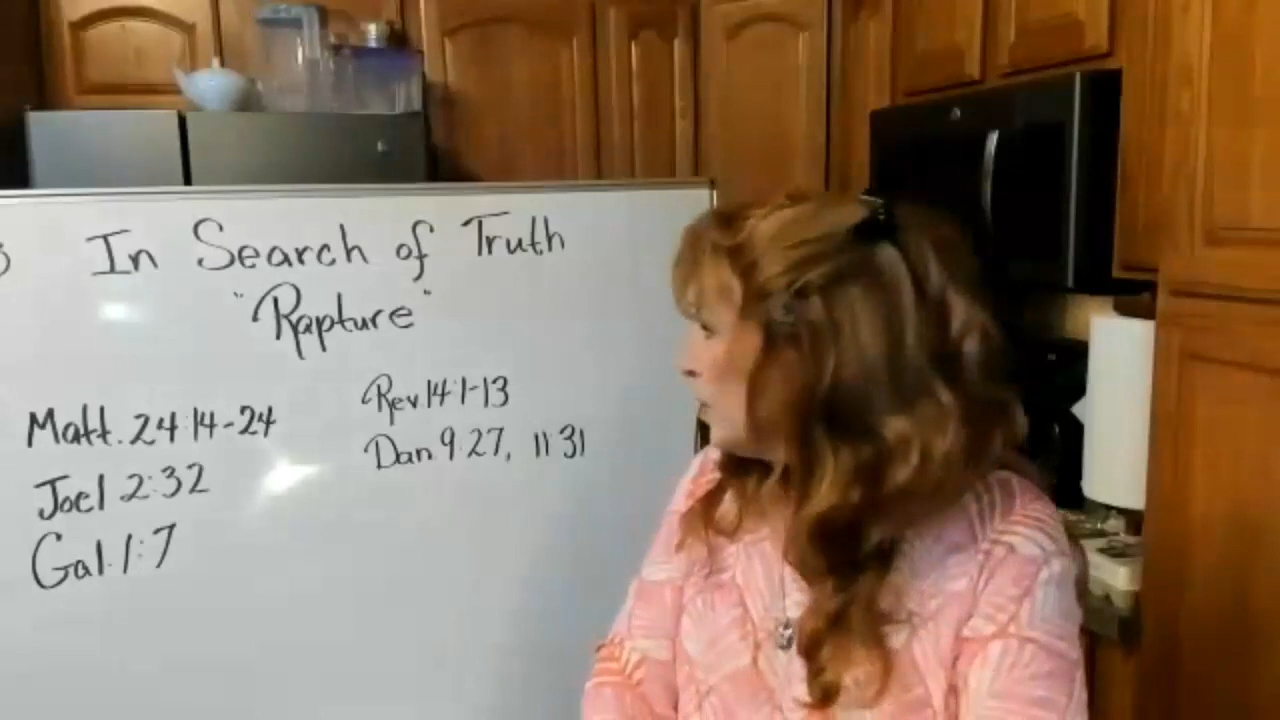 In Search of Truth
"Rapture"
Matt. 24:14-24
Joel 2:32
Gal. 1:7
Rev 14:1-13
Dan. 9:27, 11:31